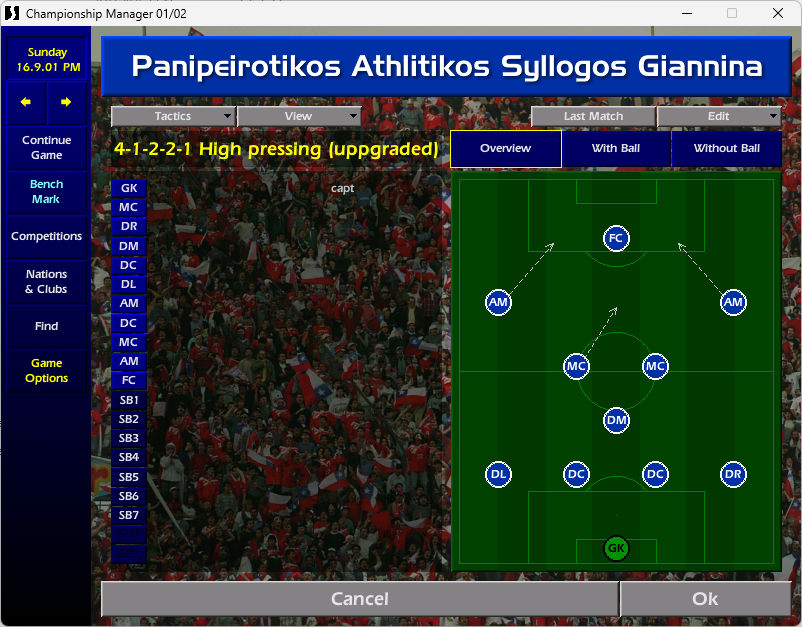 Championship Manager 01/02
Sunday
16.9.01 PM
Continue
Game
Bench
Mark
Competitions
Nations
& Clubs
Find
Game
Options
Panipeirotikos Athlitikos Syllogos Giannina
Tactics
View
Last Match
Edit
4-1-2-2-1 High pressing (uppgraded)
Overview
With Ball
Without Ball
GK
capt
MC
DR
DM
DC
DL
AM
DC
MC
AM
FC
SB1
SB2
SB3
SB4
SB5
SB6
SB7
FC
AM
AM
MC
MC
DM
DL
DC
DC
DR
GK
Cancel
Ok